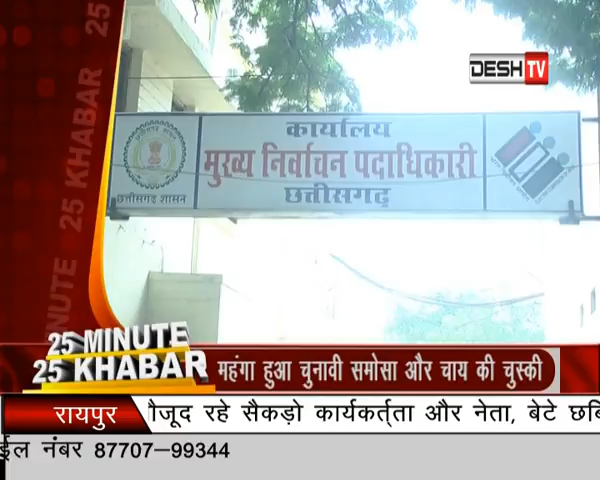 25 KHABAR
25
DESH TV
कार्यालय
मुख्य निर्वाचन पदाधिकारी
छत्तीसगढ़
छत्तीसगढ़ शासन
25 MINUTE
25 KHABAR
महंगा हुआ चुनावी समोसा और चाय की चुस्की
रायपुर
मौजूद रहे सैकड़ो कार्यकर्त्ता और नेता, बेटे छबि
ईल नंबर 87707-99344